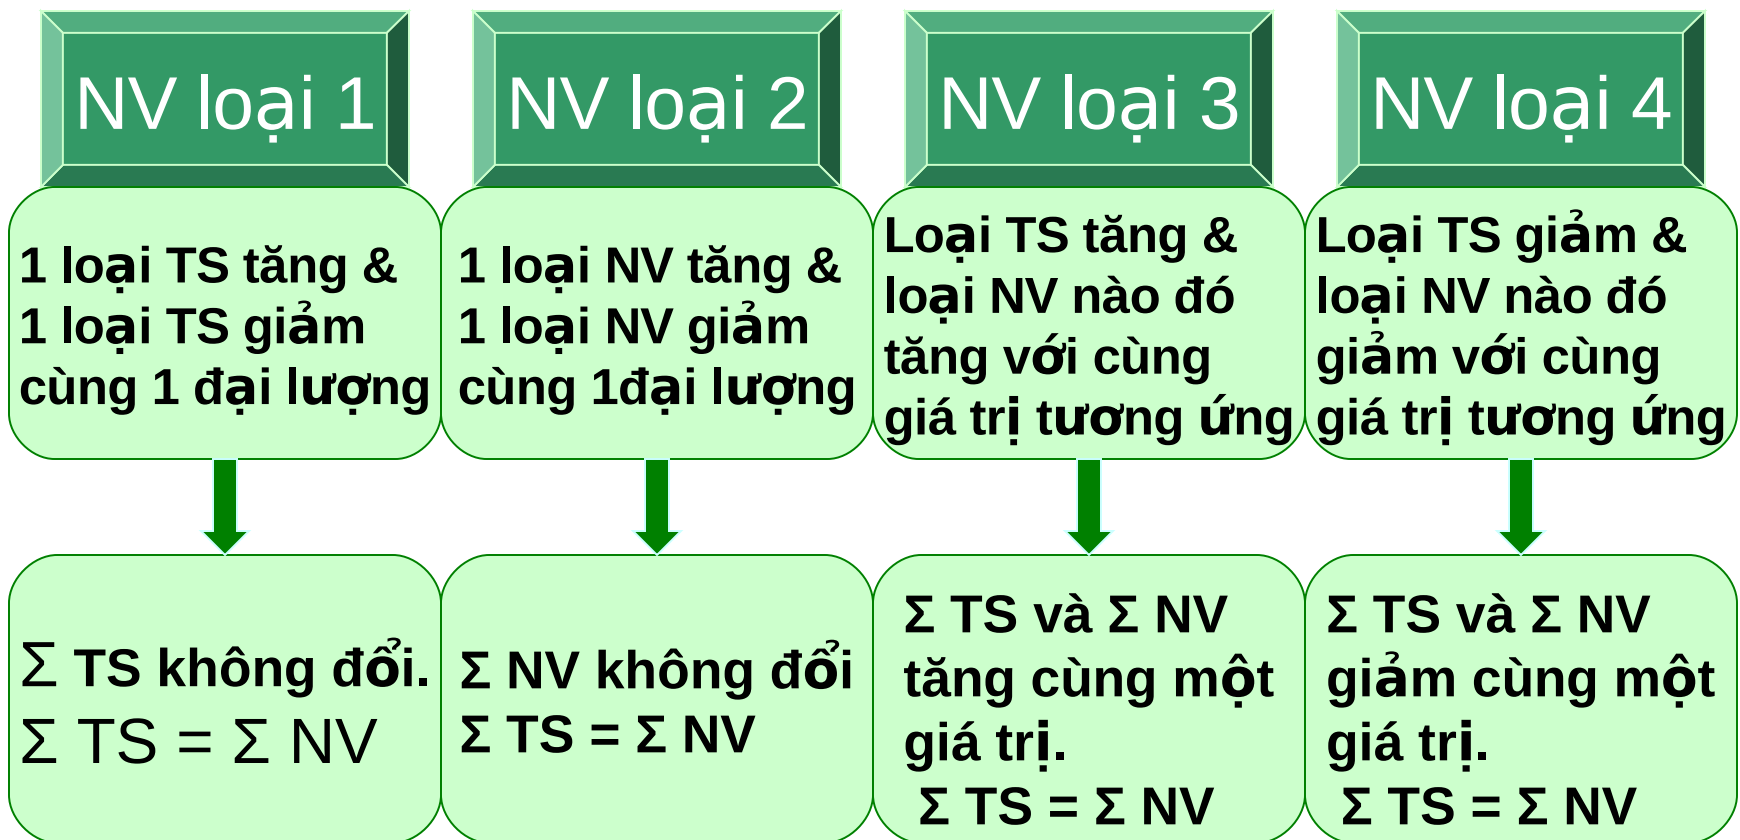 NV loại 1
1 loại TS tăng &
1 loại TS giảm
cùng 1 đại lượng
Σ TS không đổi.
Σ TS = Σ NV
NV loại 2
1 loại NV tăng &
1 loại NV giảm
cùng 1đại lượng
Σ NV không đổi
Σ TS = Σ NV
NV loại 3
Loại TS tăng &
loại NV nào đó
tăng với cùng
giá trị tương ứng
Σ TS và Σ NV
tăng cùng một
giá trị.
Σ TS = Σ NV
NV loại 4
Loại TS giảm &
loại NV nào đó
giảm với cùng
giá trị tương ứng
Σ TS và Σ NV
giảm cùng một
giá trị.
Σ TS = Σ NV